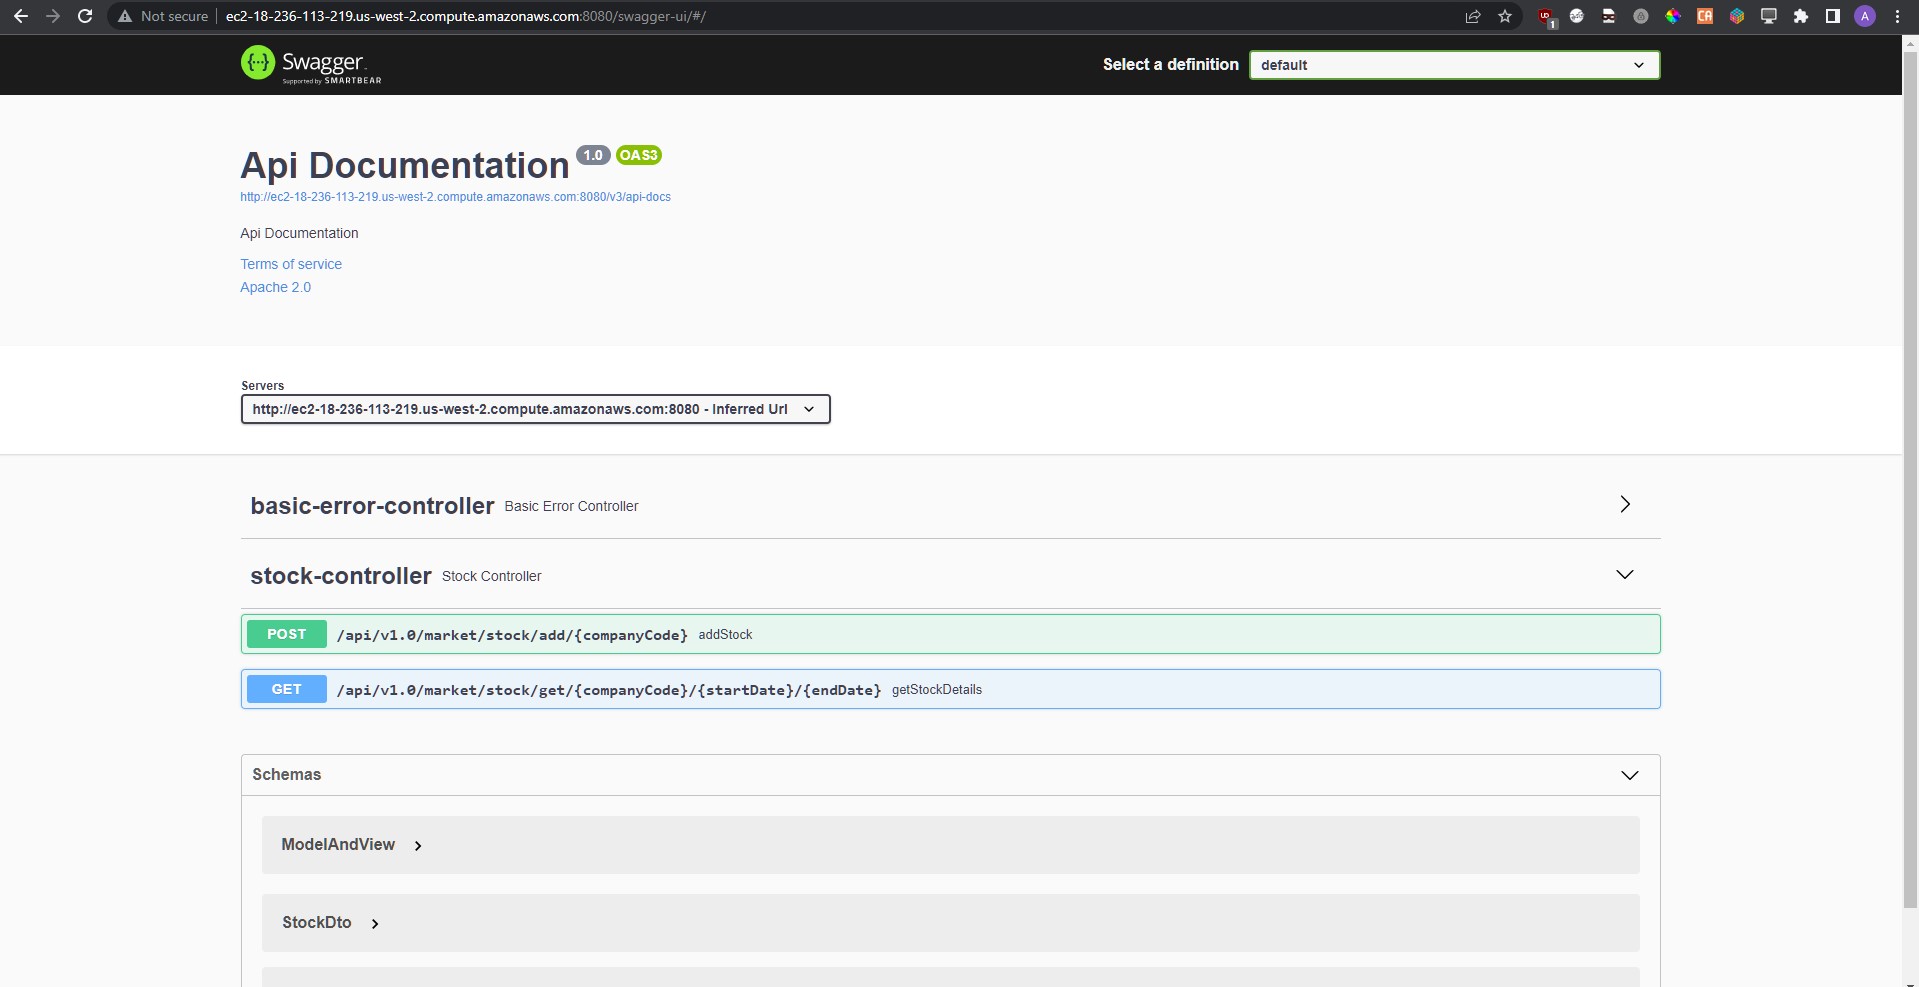 Not secure ec2-18-236-113-219.us-west-2.compute.amazonaws.com:8080/swagger-ui/#/
UD
1
CA
A
{··} Swagger
Supported by SMARTBEAR
Select a definition default
Api Documentation 1.0 OAS3
http://ec2-18-236-113-219.us-west-2.compute.amazonaws.com:8080/v3/api-docs
Api Documentation
Terms of service
Apache 2.0
Servers
http://ec2-18-236-113-219.us-west-2.compute.amazonaws.com:8080 - Inferred Url
basic-error-controller Basic Error Controller
stock-controller Stock Controller
POST /api/v1.0/market/stock/add/{companyCode} addStock
GET /api/v1.0/market/stock/get/{companyCode}/{startDate}/{endDate} getStockDetails
Schemas
ModelAndView
StockDto